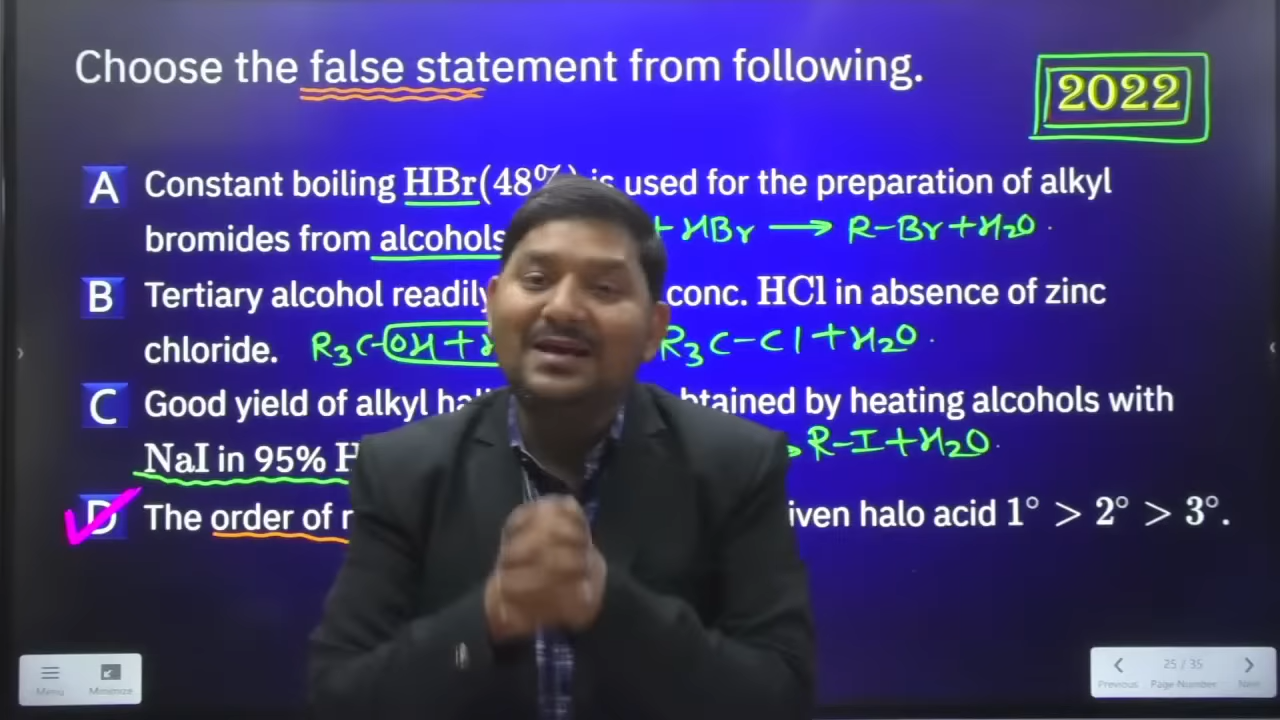 Choose the false statement from following.
2022
A Constant boiling HBr(48%) is used for the preparation of alkyl
bromides from alcohols
+ HBr ⟶ R-Br+H₂O.
B Tertiary alcohol readily conc. HCl in absence of zinc
chloride. R₃C-OH + R₃C-Cl+H₂O.
C Good yield of alkyl by heating alcohols with
NaI in 95% R-I+H₂O.
D The order of halo acid 1° > 2° > 3°.
Menu Minimize
25 / 35
Previous Page Number Next